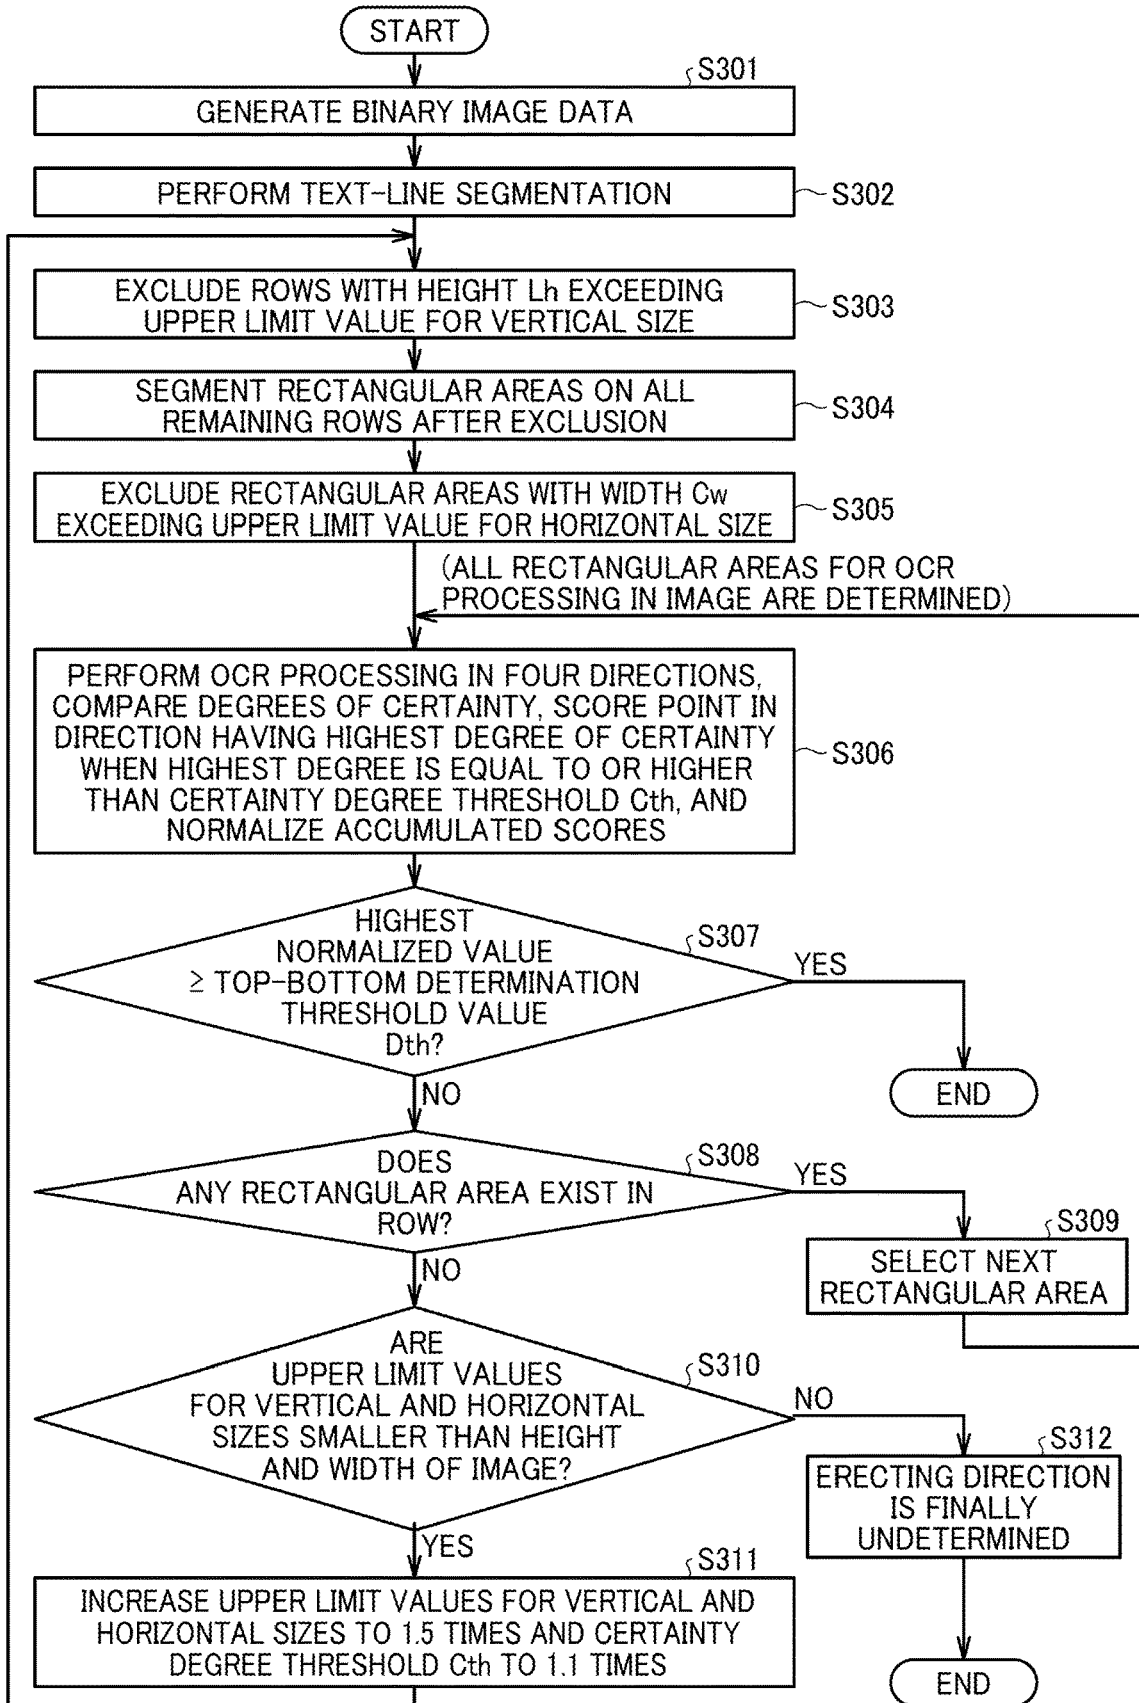 START
S301
GENERATE BINARY IMAGE DATA
PERFORM TEXT-LINE SEGMENTATION
S302
EXCLUDE ROWS WITH HEIGHT Lh EXCEEDING
UPPER LIMIT VALUE FOR VERTICAL SIZE
S303
SEGMENT RECTANGULAR AREAS ON ALL
REMAINING ROWS AFTER EXCLUSION
S304
EXCLUDE RECTANGULAR AREAS WITH WIDTH Cw
EXCEEDING UPPER LIMIT VALUE FOR HORIZONTAL SIZE
S305
(ALL RECTANGULAR AREAS FOR OCR
PROCESSING IN IMAGE ARE DETERMINED)
PERFORM OCR PROCESSING IN FOUR DIRECTIONS,
COMPARE DEGREES OF CERTAINTY, SCORE POINT IN
DIRECTION HAVING HIGHEST DEGREE OF CERTAINTY
WHEN HIGHEST DEGREE IS EQUAL TO OR HIGHER
THAN CERTAINTY DEGREE THRESHOLD Cth, AND
NORMALIZE ACCUMULATED SCORES
S306
HIGHEST
NORMALIZED VALUE
≥ TOP-BOTTOM DETERMINATION
THRESHOLD VALUE
Dth?
S307
YES
END
NO
DOES
ANY RECTANGULAR AREA EXIST IN
ROW?
S308
YES
S309
SELECT NEXT
RECTANGULAR AREA
NO
ARE
UPPER LIMIT VALUES
FOR VERTICAL AND HORIZONTAL
SIZES SMALLER THAN HEIGHT
AND WIDTH OF IMAGE?
S310
NO
S312
ERECTING DIRECTION
IS FINALLY
UNDETERMINED
YES
S311
INCREASE UPPER LIMIT VALUES FOR VERTICAL AND
HORIZONTAL SIZES TO 1.5 TIMES AND CERTAINTY
DEGREE THRESHOLD Cth TO 1.1 TIMES
END